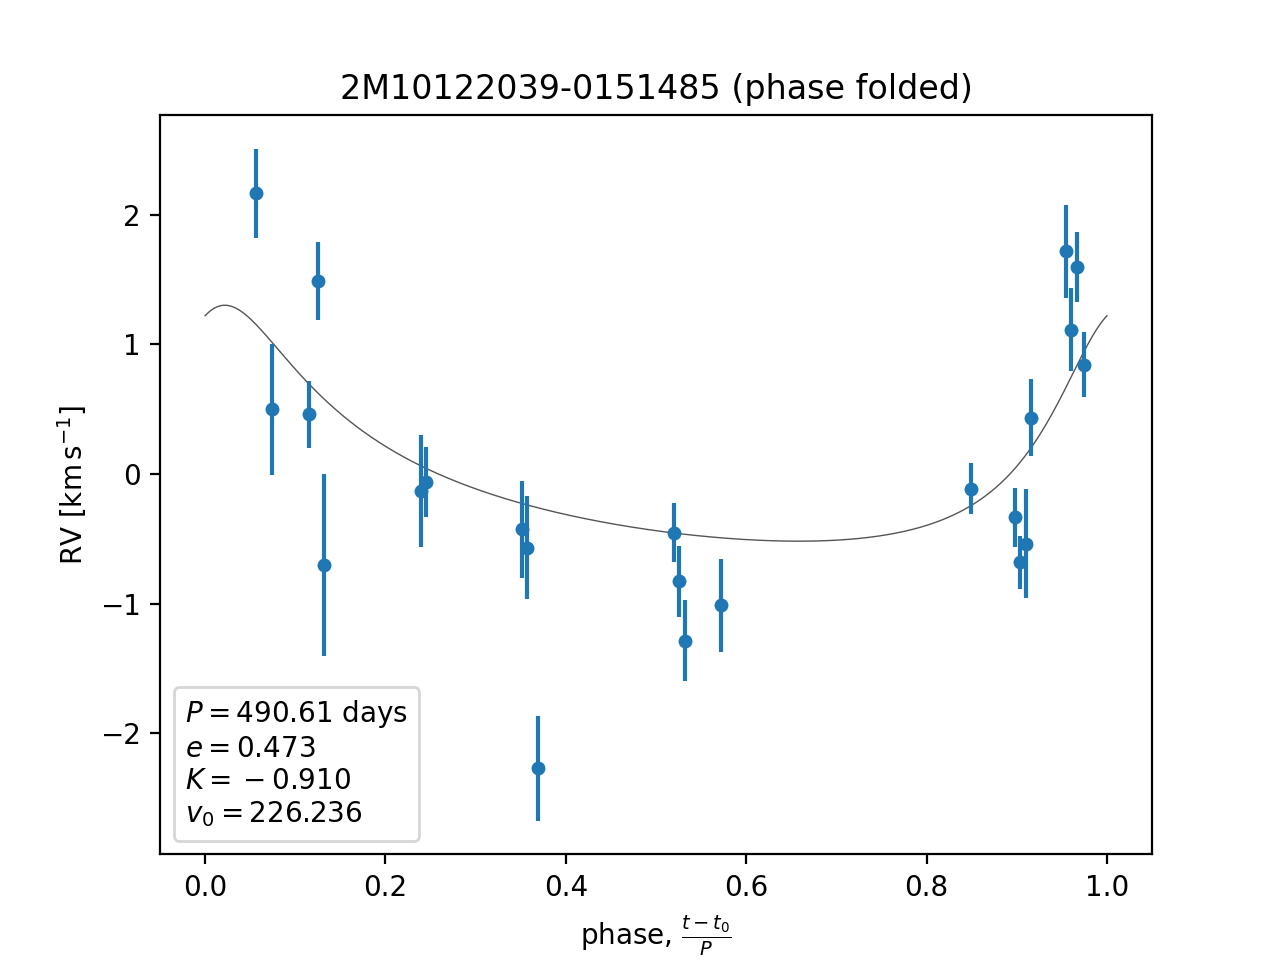 2M10122039-0151485 (phase folded)
RV [km s⁻¹]
2
1
0
−1
−2
P = 490.61 days
e = 0.473
K = −0.910
v₀ = 226.236
0.0 0.2 0.4 0.6 0.8 1.0
phase, (t − t₀)/P